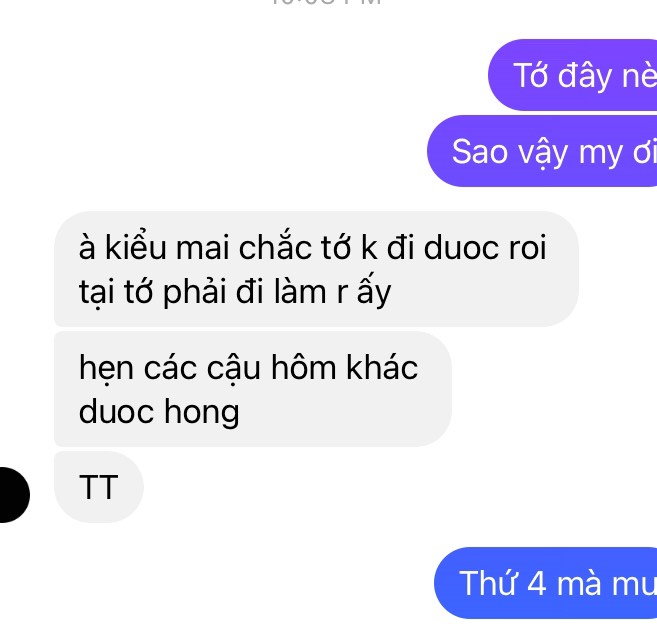 Tớ đây nè
Sao vậy my ơi
à kiểu mai chắc tớ k đi duoc roi
tại tớ phải đi làm r ấy
hẹn các cậu hôm khác
duoc hong
TT
Thứ 4 mà